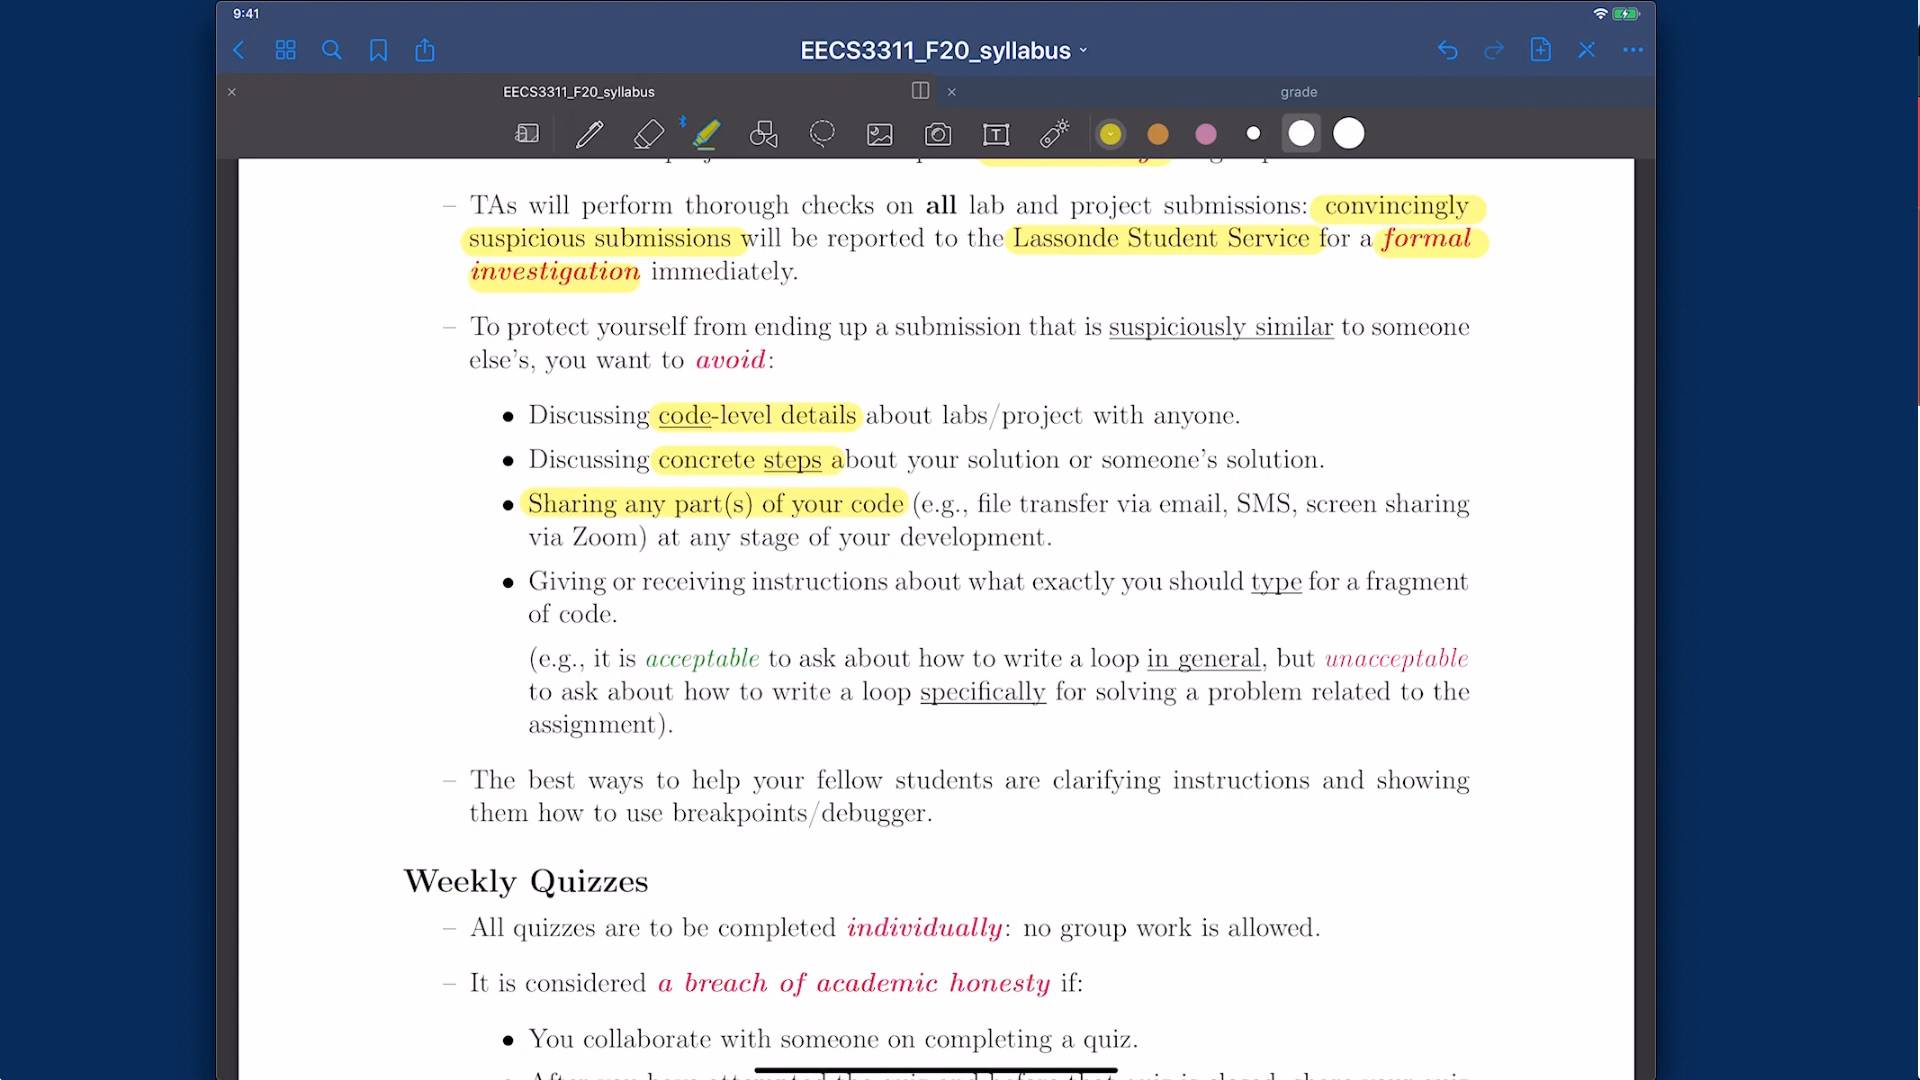 9:41
EECS3311_F20_syllabus
EECS3311_F20_syllabus
grade
– TAs will perform thorough checks on all lab and project submissions: convincingly
suspicious submissions will be reported to the Lassonde Student Service for a formal
investigation immediately.
– To protect yourself from ending up a submission that is suspiciously similar to someone
else's, you want to avoid:
• Discussing code-level details about labs/project with anyone.
• Discussing concrete steps about your solution or someone's solution.
• Sharing any part(s) of your code (e.g., file transfer via email, SMS, screen sharing
via Zoom) at any stage of your development.
• Giving or receiving instructions about what exactly you should type for a fragment
of code.
(e.g., it is acceptable to ask about how to write a loop in general, but unacceptable
to ask about how to write a loop specifically for solving a problem related to the
assignment).
– The best ways to help your fellow students are clarifying instructions and showing
them how to use breakpoints/debugger.
Weekly Quizzes
– All quizzes are to be completed individually: no group work is allowed.
– It is considered a breach of academic honesty if:
• You collaborate with someone on completing a quiz.